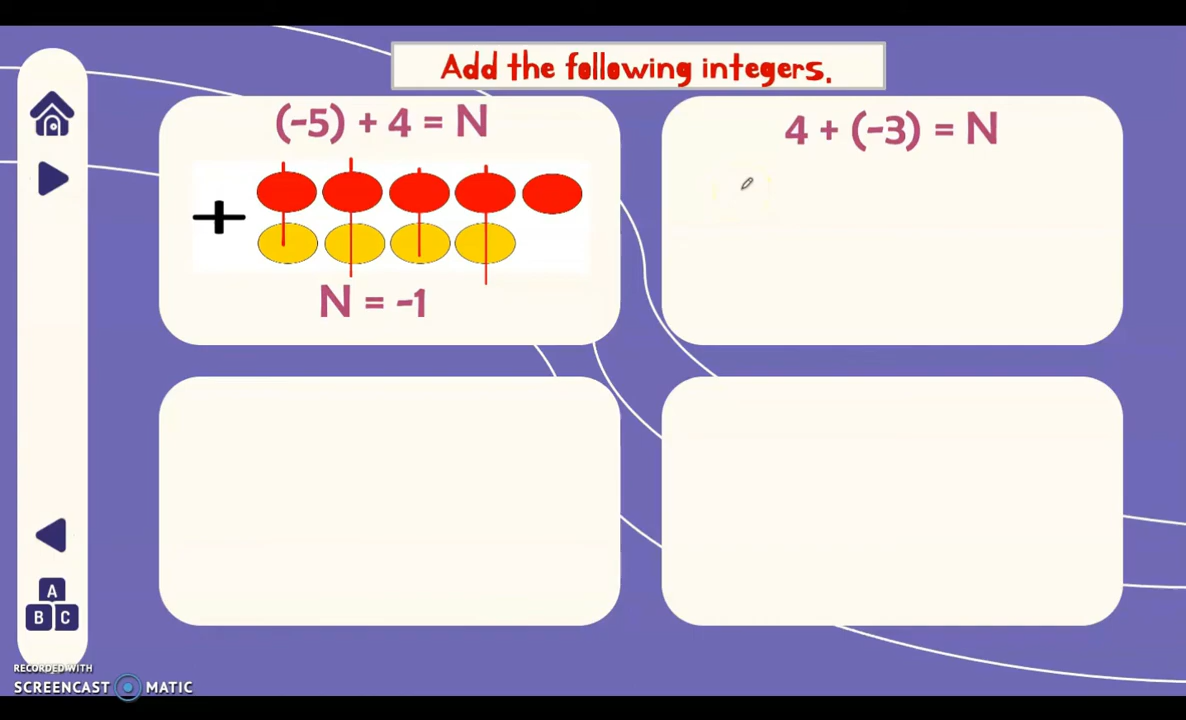 Add the following integers.
(-5) + 4 = N
+
N = -1
4 + (-3) = N
A
B C
RECORDED WITH
SCREENCAST MATIC